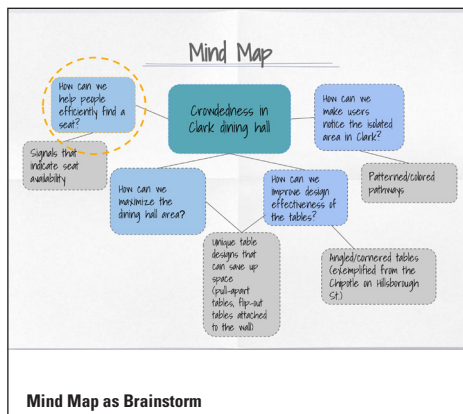 Mind Map
How can we
help people
efficiently find a
seat?
Crowdedness in
Clark dining hall
How can we
make users
notice the isolated
area in Clark?
Signals that
indicate seat
availability
How can we
maximize the
dining hall area?
How can we
improve design
effectiveness of
the tables?
Patterned/colored
pathways
Unique table
designs that
can save up
space
(pull-apart
tables, flip-out
tables attached
to the wall)
Angled/cornered tables
(exemplified from the
Chipotle on Hillsborough
St.)
Mind Map as Brainstorm